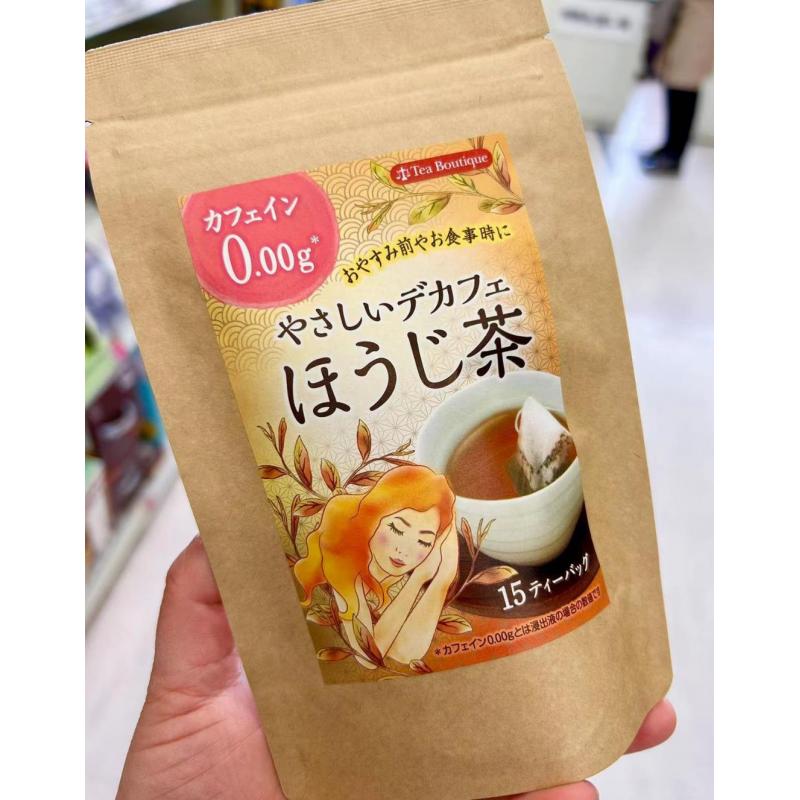 Tea Boutique
カフェイン
0.00g*
おやすみ前やお食事時に
やさしいデカフェ
ほうじ茶
15ティーバッグ
*カフェイン0.00gとは浸出液の場合の数値です